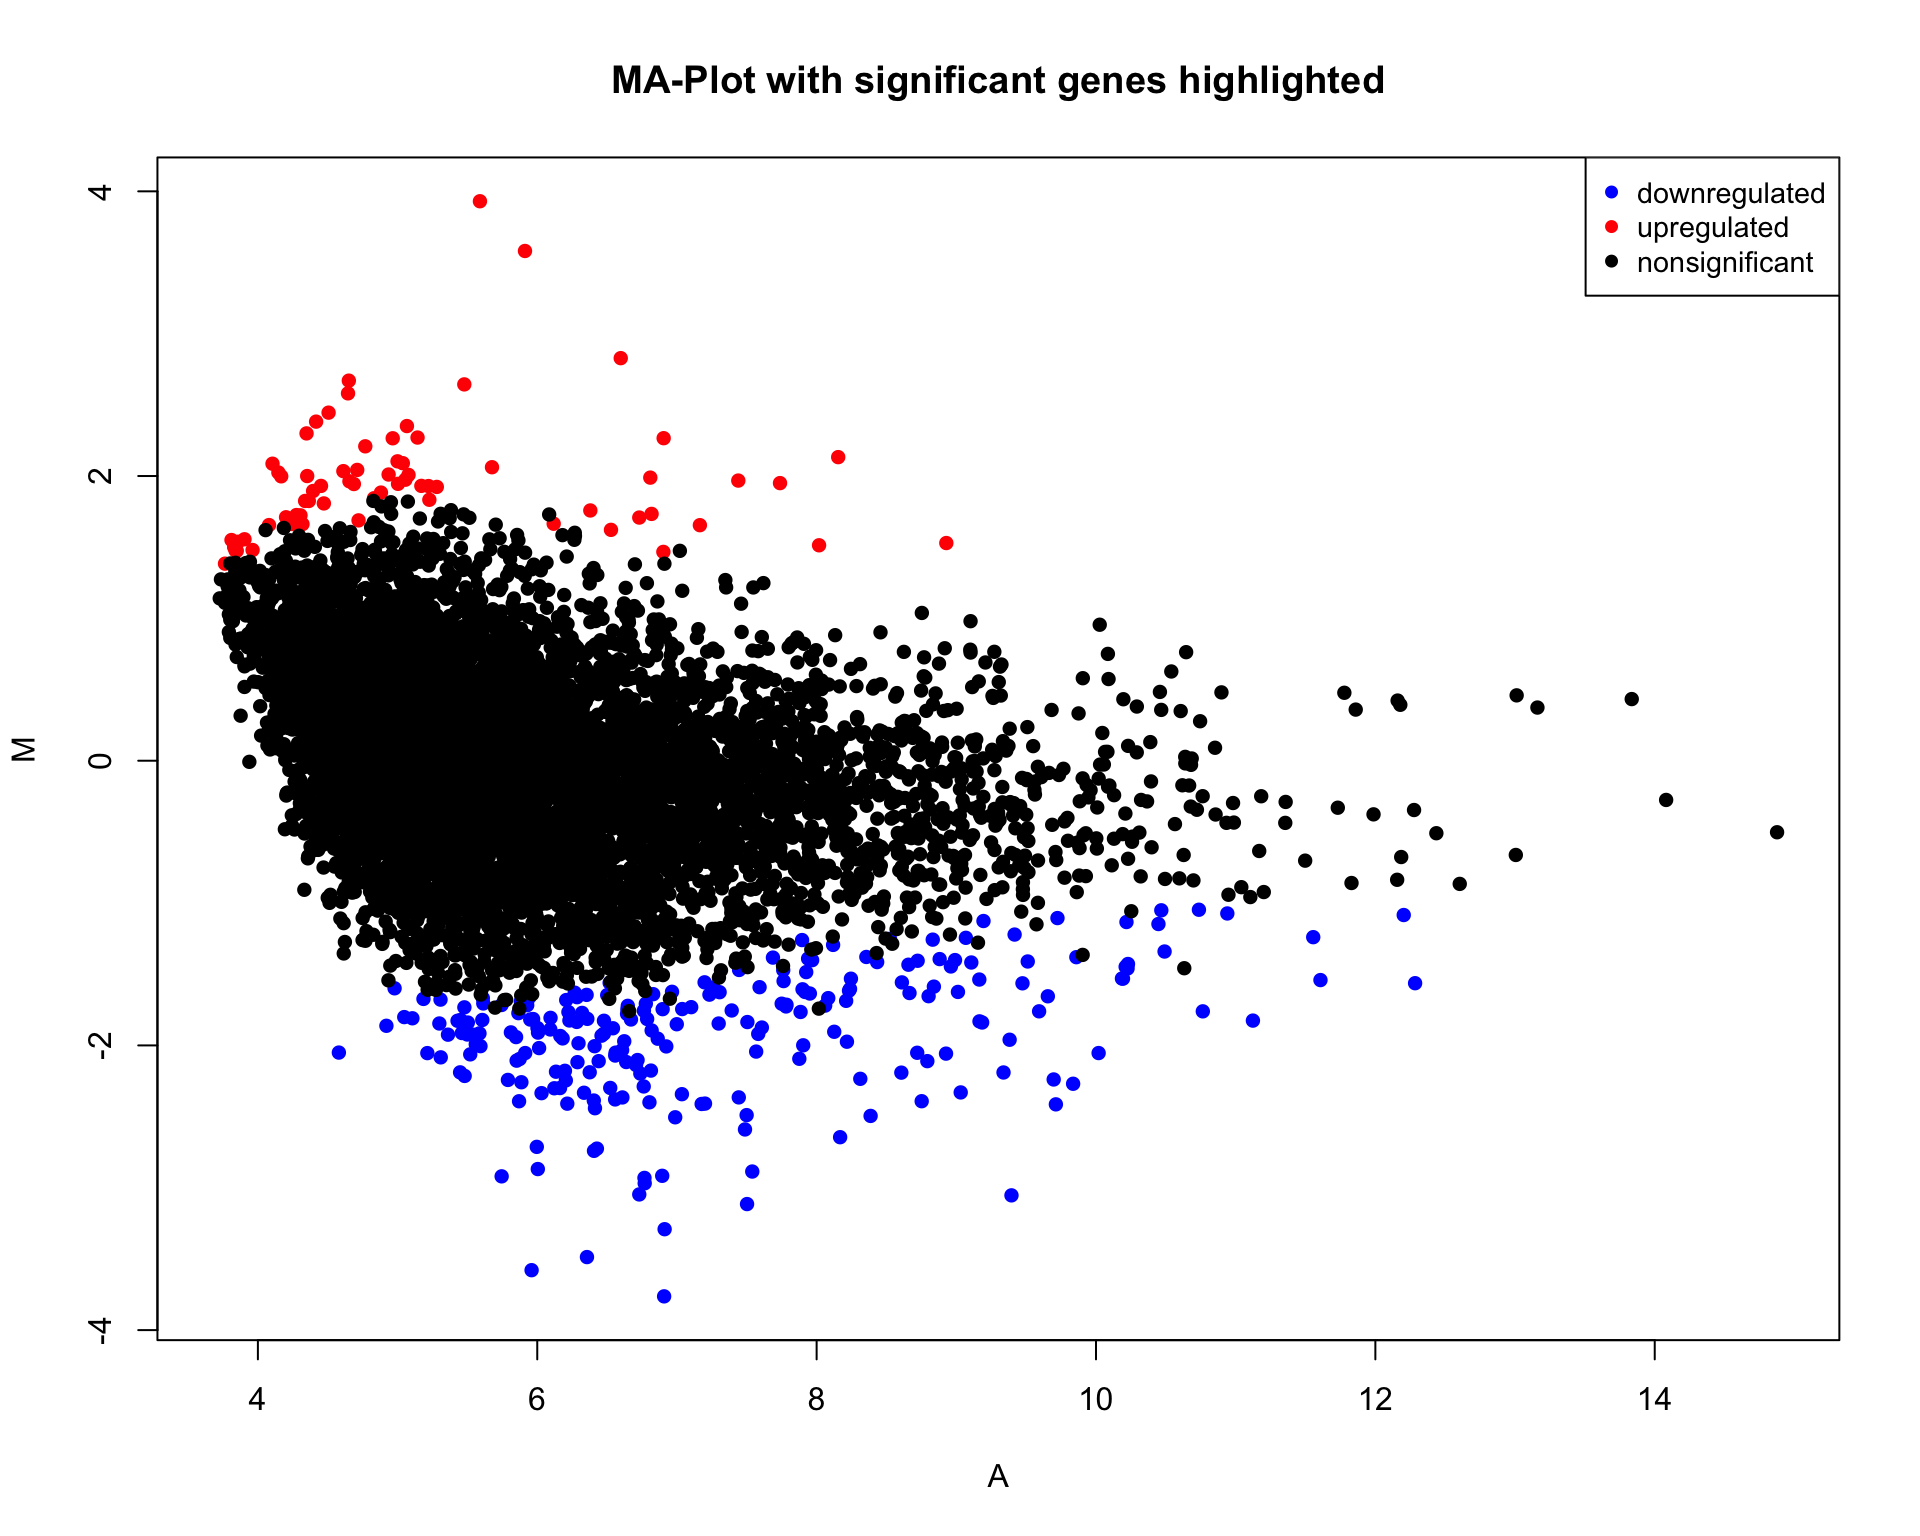 MA-Plot with significant genes highlighted
downregulated
upregulated
nonsignificant
4
2
0
-2
-4
M
4 6 8 10 12 14
A